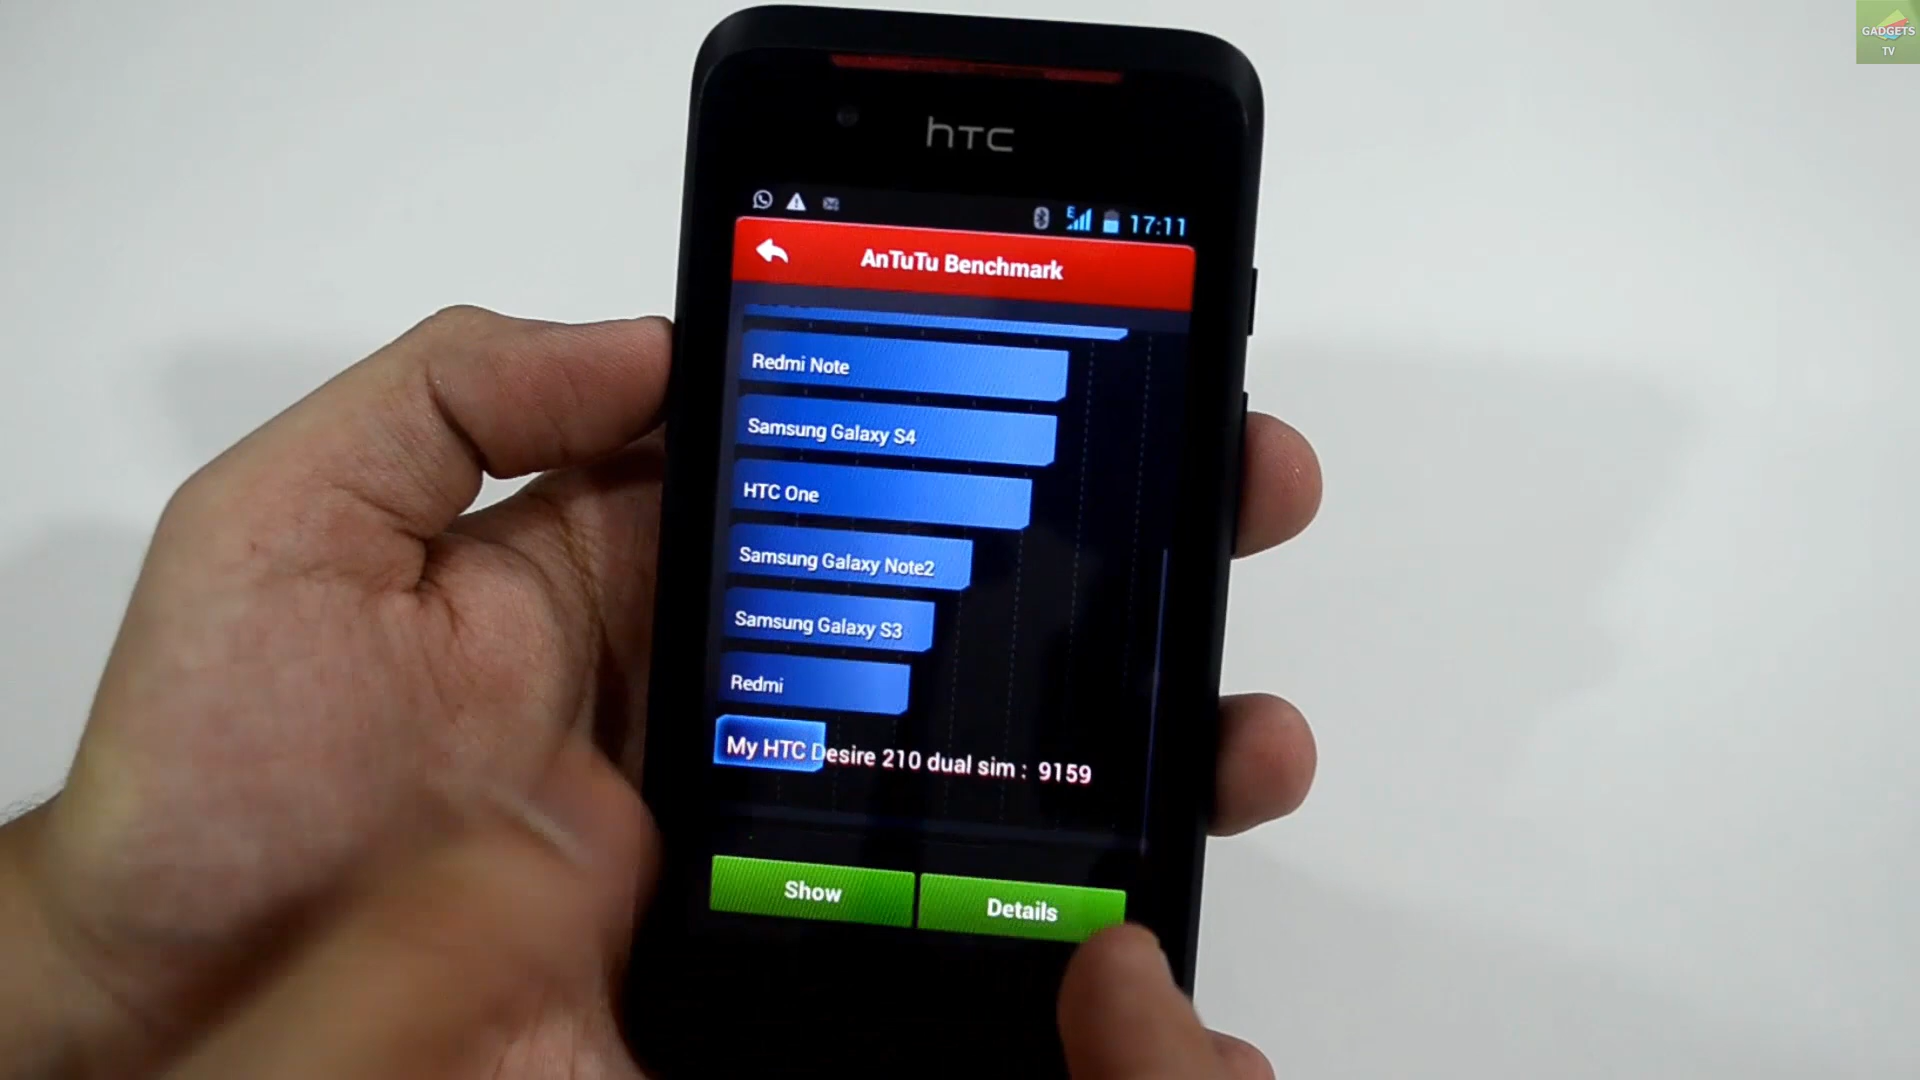 GADGETS
TV
hTC
E
17:11
AnTuTu Benchmark
Redmi Note
Samsung Galaxy S4
HTC One
Samsung Galaxy Note2
Samsung Galaxy S3
Redmi
My HTC Desire 210 dual sim : 9159
Show
Details